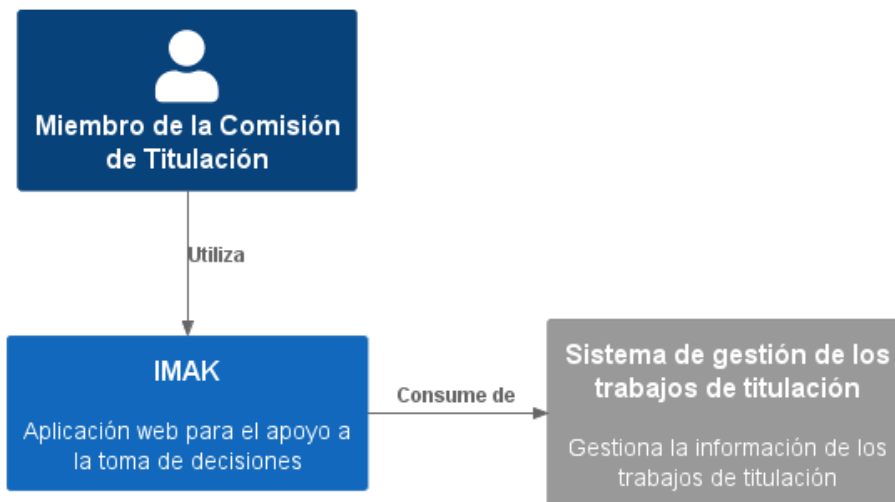 Miembro de la Comisión
de Titulación
Utiliza
IMAK
Aplicación web para el apoyo a
la toma de decisiones
Consume de
Sistema de gestión de los
trabajos de titulación
Gestiona la información de los
trabajos de titulación